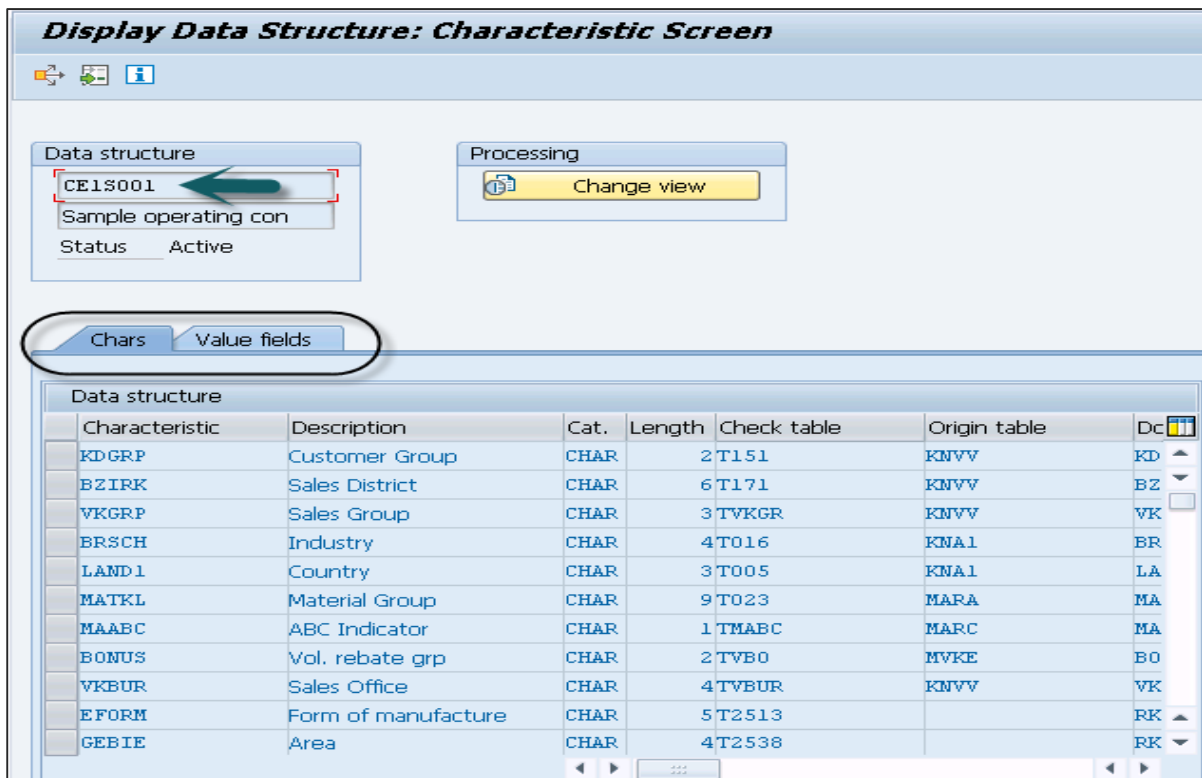 Display Data Structure: Characteristic Screen
Data structure
Processing
CE1S001
Change view
Sample operating con
Status Active
Chars Value fields
Data structure
Characteristic Description Cat. Length Check table Origin table Dc
KDGRP Customer Group CHAR 2 T151 KNVV KD
BZIRK Sales District CHAR 6 T171 KNVV BZ
VKGRP Sales Group CHAR 3 TVKGR KNVV VK
BRSCH Industry CHAR 4 T016 KNA1 BR
LAND1 Country CHAR 3 T005 KNA1 LA
MATKL Material Group CHAR 9 T023 MARA MA
MAABC ABC Indicator CHAR 1 TMABC MARC MA
BONUS Vol. rebate grp CHAR 2 TVBO MVKE BO
VKBUR Sales Office CHAR 4 TVBUR KNVV VK
EFORM Form of manufacture CHAR 5 T2513 RK
GEBIE Area CHAR 4 T2538 RK